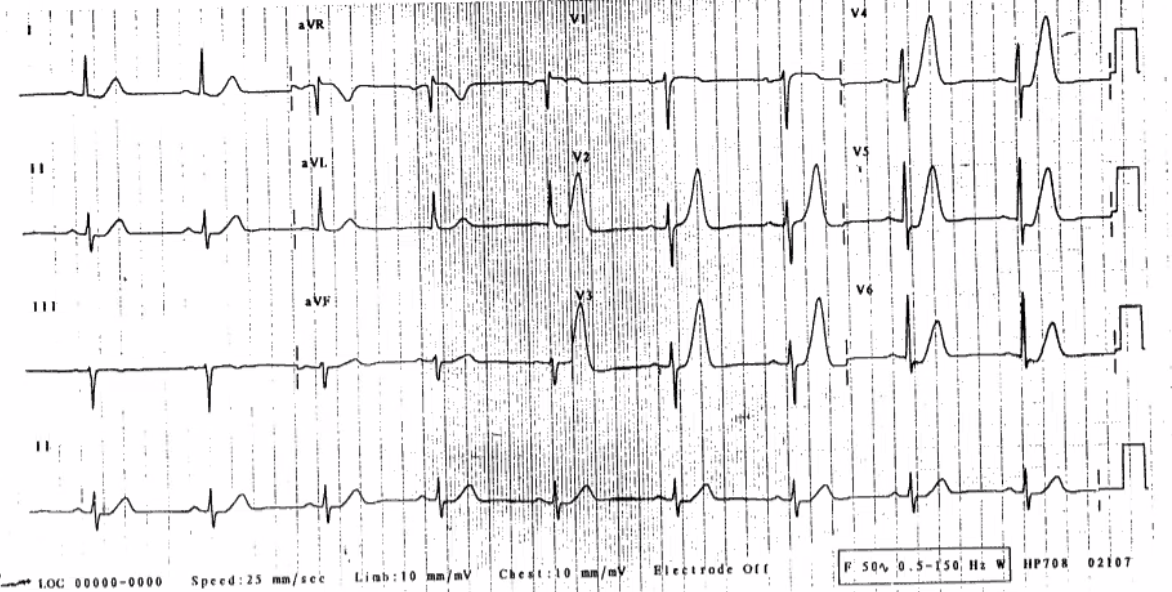 I
aVR
V1
V4
II
aVL
V2
V5
III
aVF
V3
V6
II
LOC 00000-0000 Speed:25 mm/sec Limb:10 mm/mV Chest:10 mm/mV Electrode Off F 50~ 0.5-150 Hz W HP708 02107